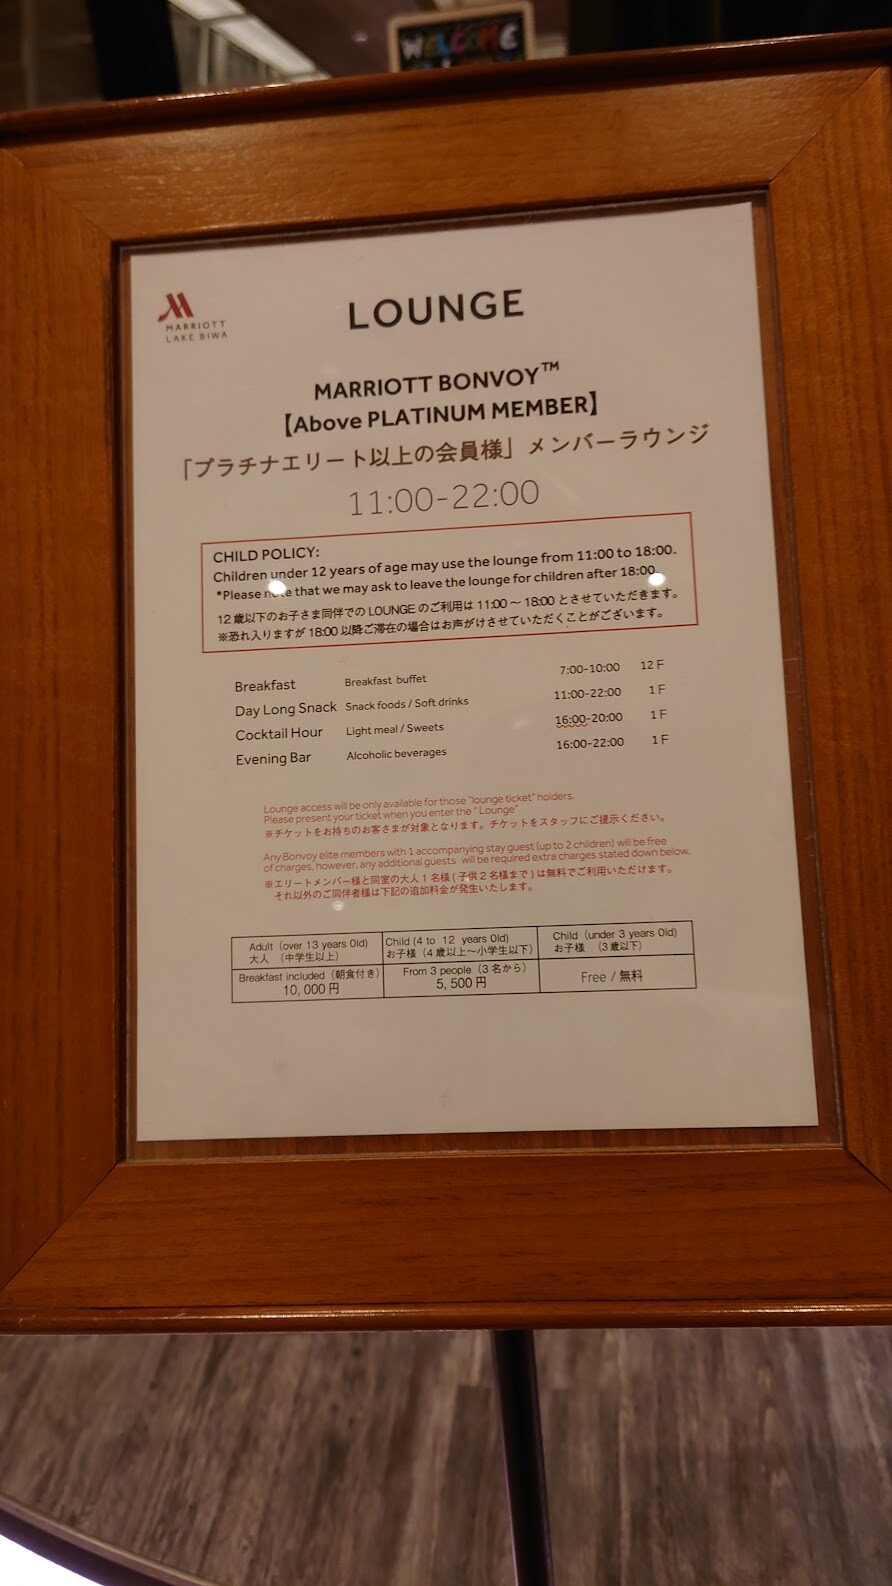 WELCOME
MARRIOTT
LAKE BIWA
LOUNGE
MARRIOTT BONVOY™
【Above PLATINUM MEMBER】
「プラチナエリート以上の会員様」メンバーラウンジ
11:00-22:00
CHILD POLICY:
Children under 12 years of age may use the lounge from 11:00 to 18:00.
*Please note that we may ask to leave the lounge for children after 18:00.
12歳以下のお子さま同伴での LOUNGE のご利用は 11:00 ~ 18:00 とさせていただきます。
※恐れ入りますが 18:00 以降ご滞在の場合はお声がけさせていただくことがございます。
Breakfast Breakfast buffet 7:00-10:00 12F
Day Long Snack Snack foods / Soft drinks 11:00-22:00 1F
Cocktail Hour Light meal / Sweets 16:00-20:00 1F
Evening Bar Alcoholic beverages 16:00-22:00 1F
Lounge access will be only available for those "lounge ticket" holders.
Please present your ticket when you enter the " Lounge"
※チケットをお持ちのお客さまが対象となります。チケットをスタッフにご提示ください。
Any Bonvoy elite members with 1 accompanying stay guest (up to 2 children) will be free
of charges, however, any additional guests will be required extra charges stated down below.
※エリートメンバー様と同室の大人1名様(子供2名様まで)は無料でご利用いただけます。
それ以外のご同伴者様は下記の追加料金が発生いたします。
Adult (over 13 years Old) Child (4 to 12 years Old) Child (under 3 years Old)
大人 (中学生以上) お子様(4歳以上～小学生以下) お子様 (3歳以下)
Breakfast included (朝食付き) From 3 people (3名から) Free / 無料
10,000円 5,500円